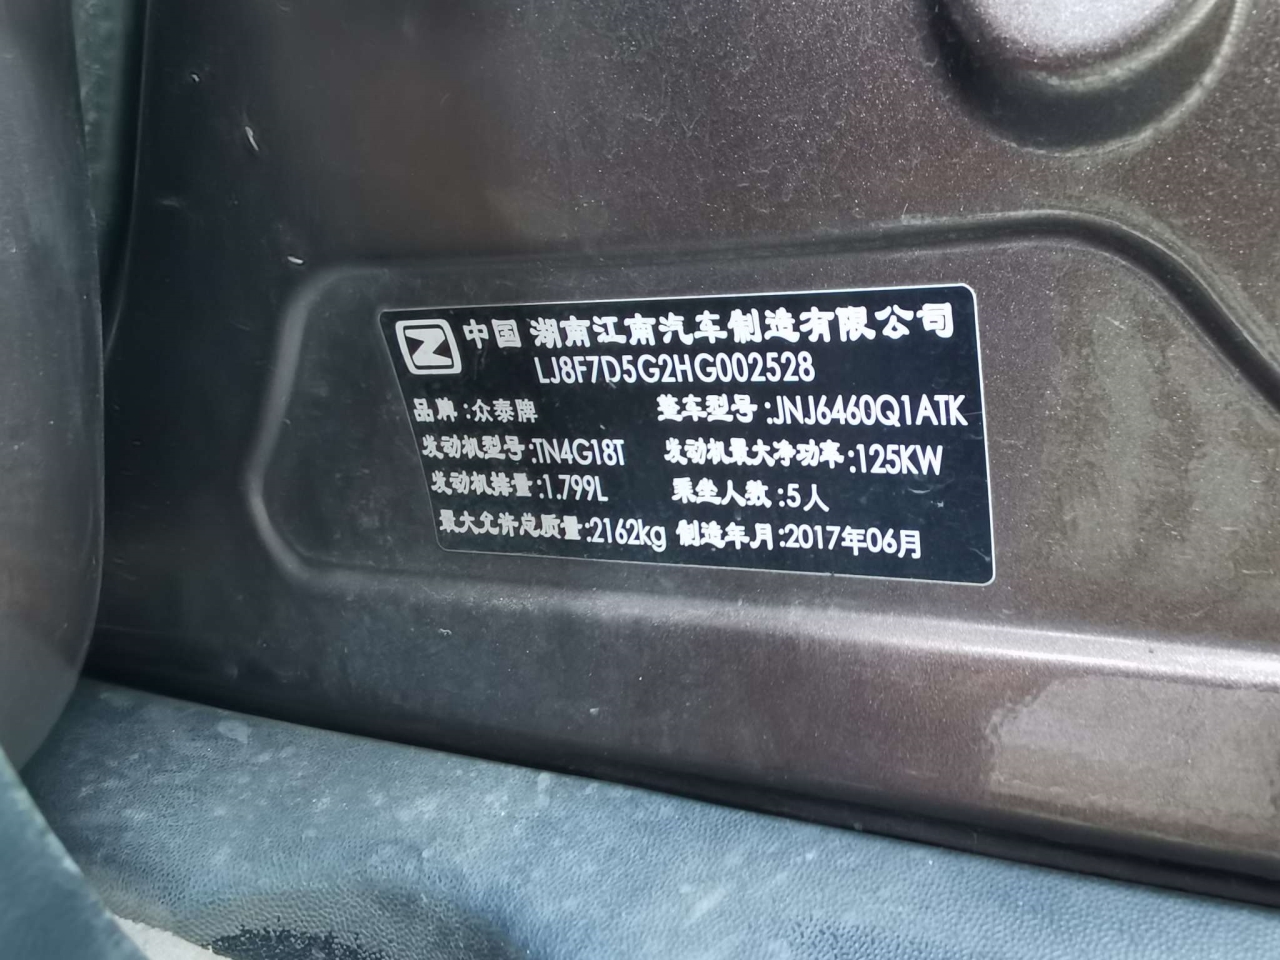 中国 湖南江南汽车制造有限公司
LJ8F7D5G2HG002528
品牌:众泰牌 整车型号:JNJ6460Q1ATK
发动机型号:TN4G18T 发动机最大净功率:125KW
发动机排量:1.799L 乘坐人数:5人
最大允许总质量:2162kg 制造年月:2017年06月